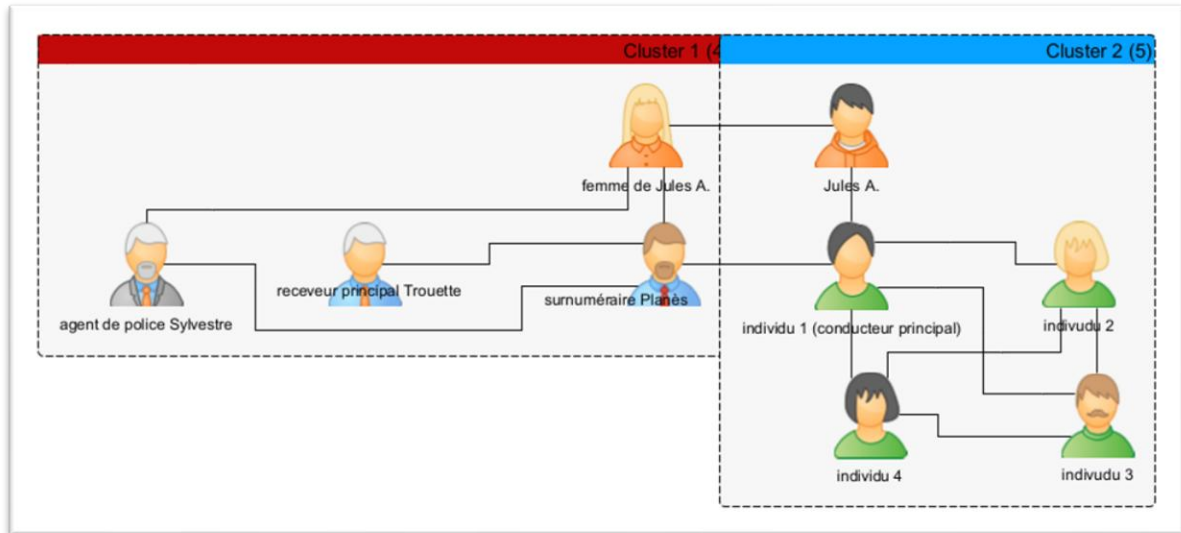 Cluster 1 (4
Cluster 2 (5)
femme de Jules A.
Jules A.
agent de police Sylvestre
receveur principal Trouette
surnuméraire Planès
individu 1 (conducteur principal)
indivudu 2
individu 4
indivudu 3